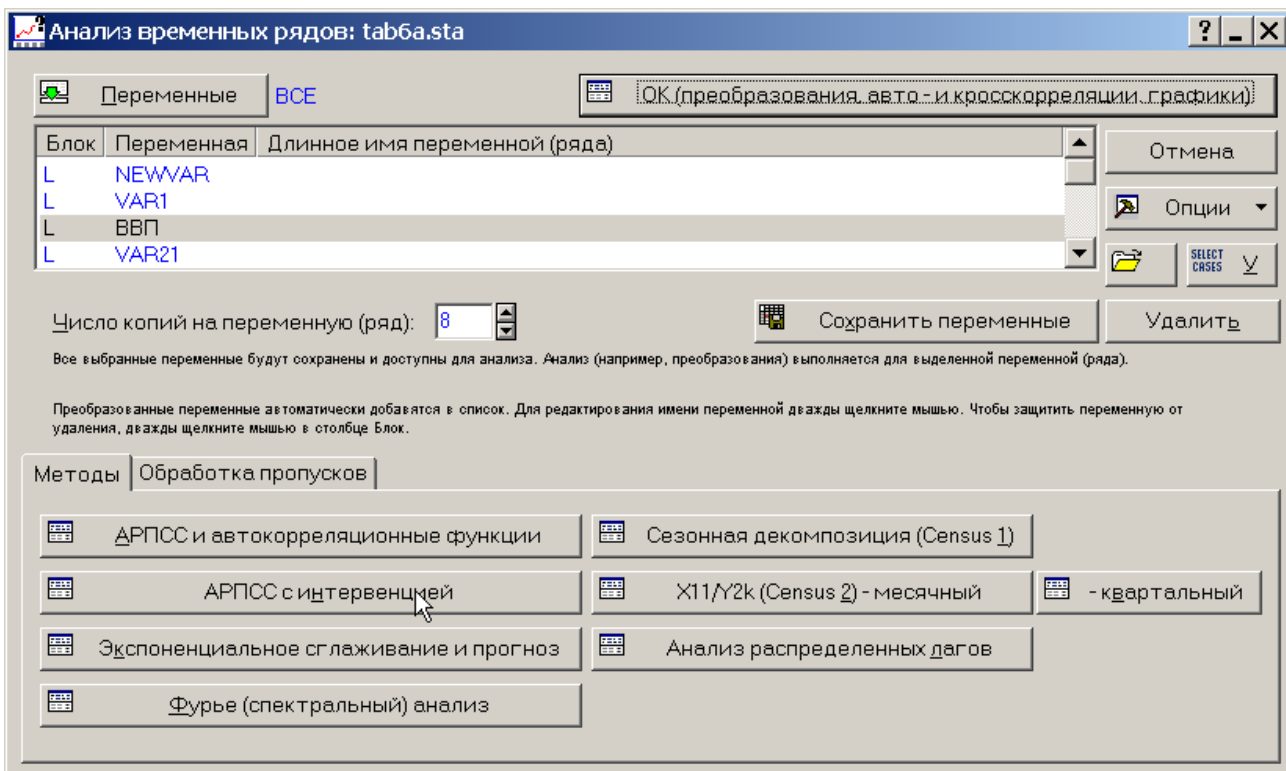 Анализ временных рядов: tab6a.sta
Переменные ВСЕ OK (преобразования, авто - и кросскорреляции, графики)
Блок Переменная Длинное имя переменной (ряда)
Отмена
L NEWVAR
L VAR1
Опции
L ВВП
L VAR21
SELECT CASES V
Число копий на переменную (ряд): 8 Сохранить переменные Удалить
Все выбранные переменные будут сохранены и доступны для анализа. Анализ (например, преобразования) выполняется для выделенной переменной (ряда).
Преобразованные переменные автоматически добавятся в список. Для редактирования имени переменной дважды щелкните мышью. Чтобы защитить переменную от
удаления, дважды щелкните мышью в столбце Блок.
Методы Обработка пропусков
АРПСС и автокорреляционные функции Сезонная декомпозиция (Census 1)
АРПСС с интервенцией X11/Y2k (Census 2) - месячный - квартальный
Экспоненциальное сглаживание и прогноз Анализ распределенных лагов
Фурье (спектральный) анализ